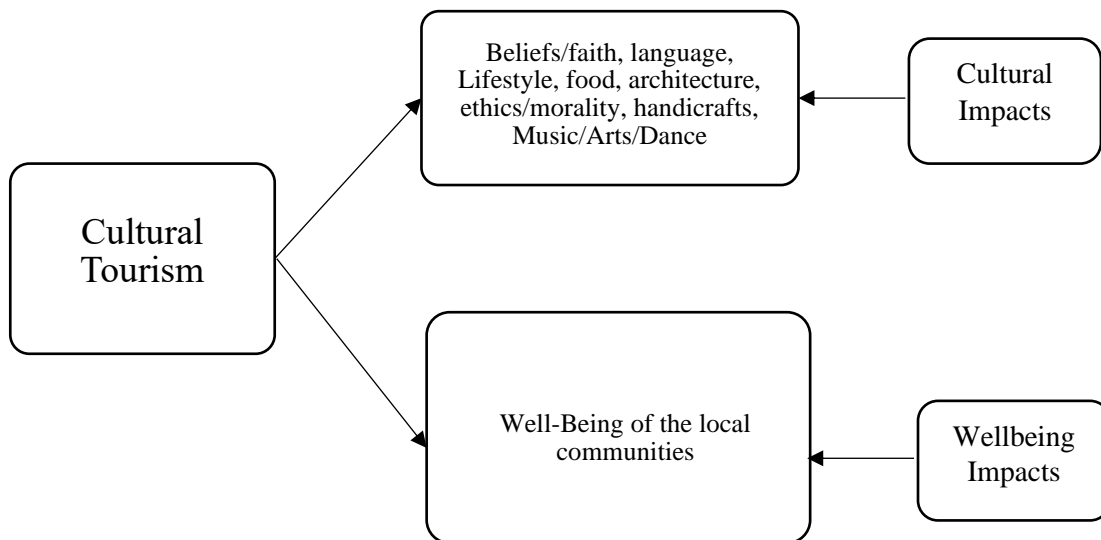 Cultural
Tourism
Beliefs/faith, language,
Lifestyle, food, architecture,
ethics/morality, handicrafts,
Music/Arts/Dance
Cultural
Impacts
Well-Being of the local
communities
Wellbeing
Impacts